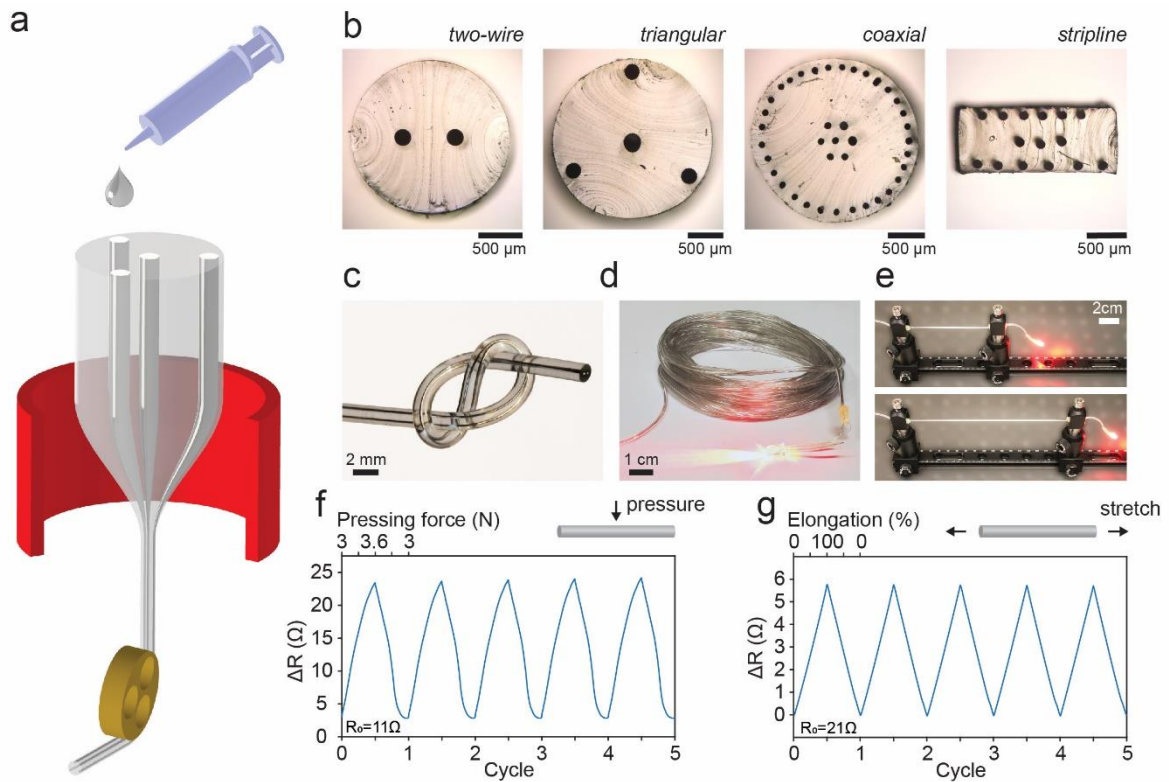 a
b
two-wire
triangular
coaxial
stripline
500 µm
500 µm
500 µm
500 µm
c
d
e
2 mm
1 cm
2cm
f
Pressing force (N)
pressure
3 3.6 3
25
20
15
10
5
0
ΔR (Ω)
R₀=11Ω
0 1 2 3 4 5
Cycle
g
Elongation (%)
stretch
0 100 0
6
5
4
3
2
1
0
ΔR (Ω)
R₀=21Ω
0 1 2 3 4 5
Cycle